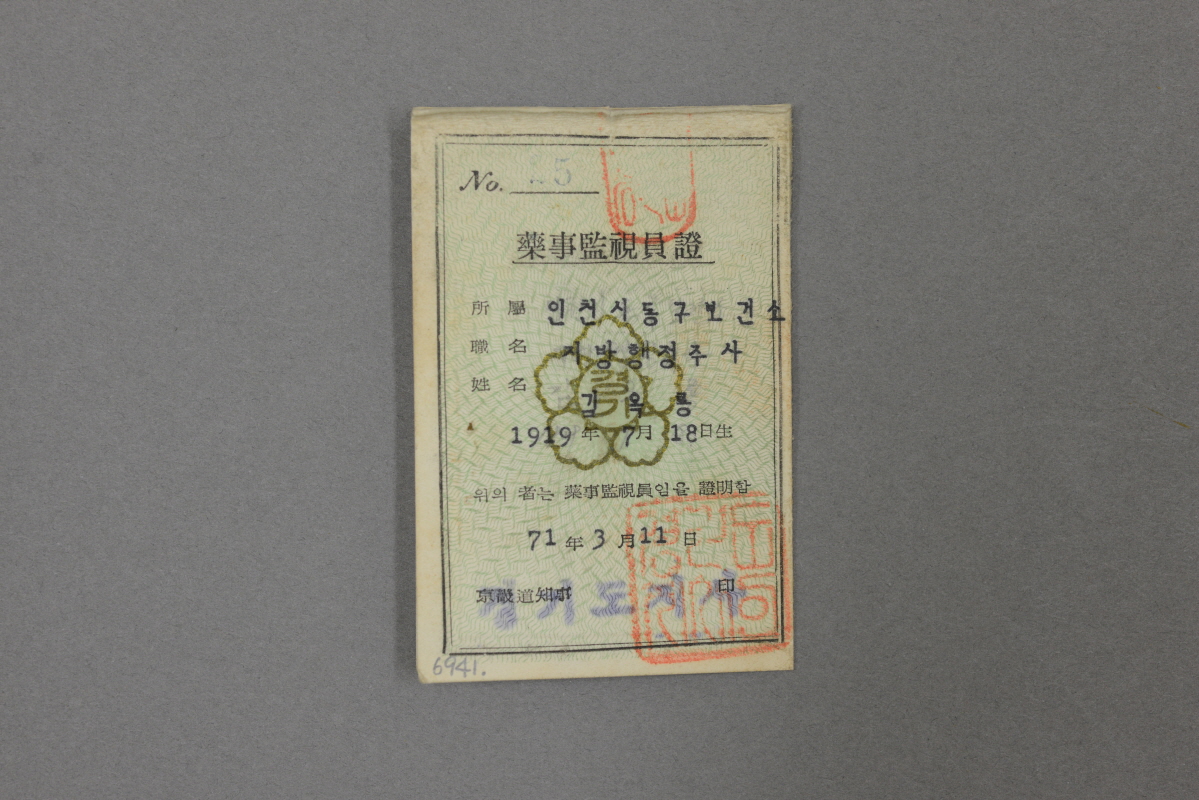 No. 25
藥事監視員證
所屬 인천시동구보건소
職名 지방행정주사
姓名 김옥룡
1919年 7月 18日生
위의 者는 藥事監視員임을 證明함
71年 3月 11日
京畿道知事 印
경기도지사
6941.